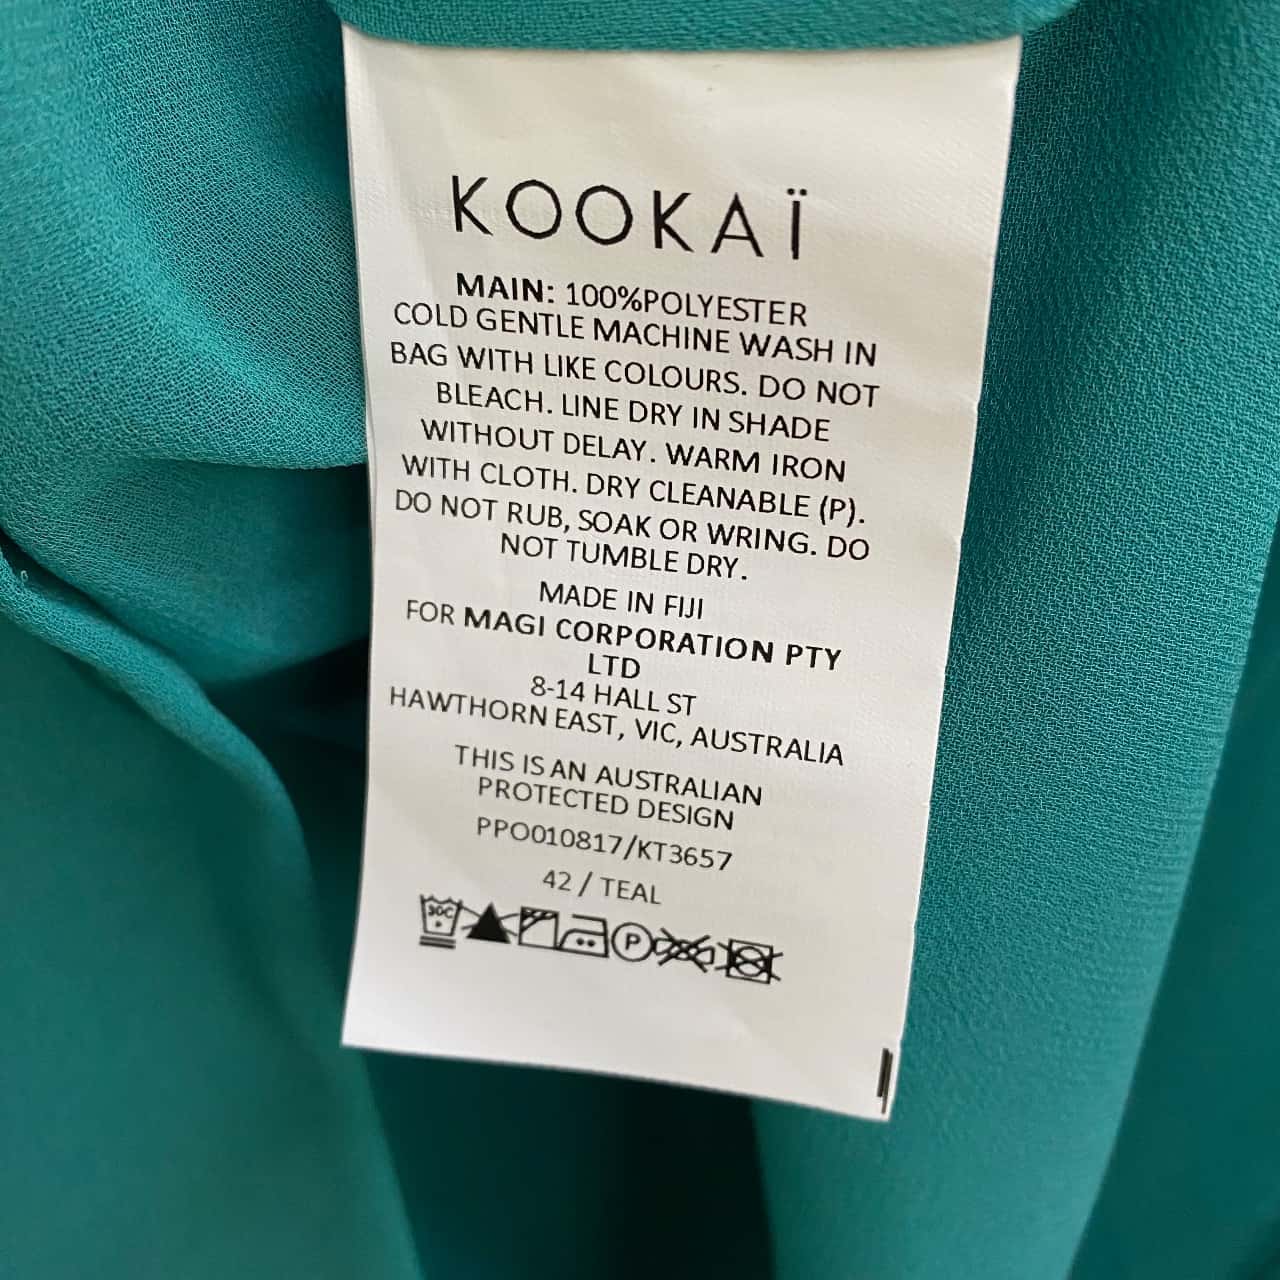 KOOKAÏ
MAIN: 100%POLYESTER
COLD GENTLE MACHINE WASH IN
BAG WITH LIKE COLOURS. DO NOT
BLEACH. LINE DRY IN SHADE
WITHOUT DELAY. WARM IRON
WITH CLOTH. DRY CLEANABLE (P).
DO NOT RUB, SOAK OR WRING. DO
NOT TUMBLE DRY.
MADE IN FIJI
FOR MAGI CORPORATION PTY
LTD
8-14 HALL ST
HAWTHORN EAST, VIC, AUSTRALIA
THIS IS AN AUSTRALIAN
PROTECTED DESIGN
PPO010817/KT3657
42 / TEAL
30C P